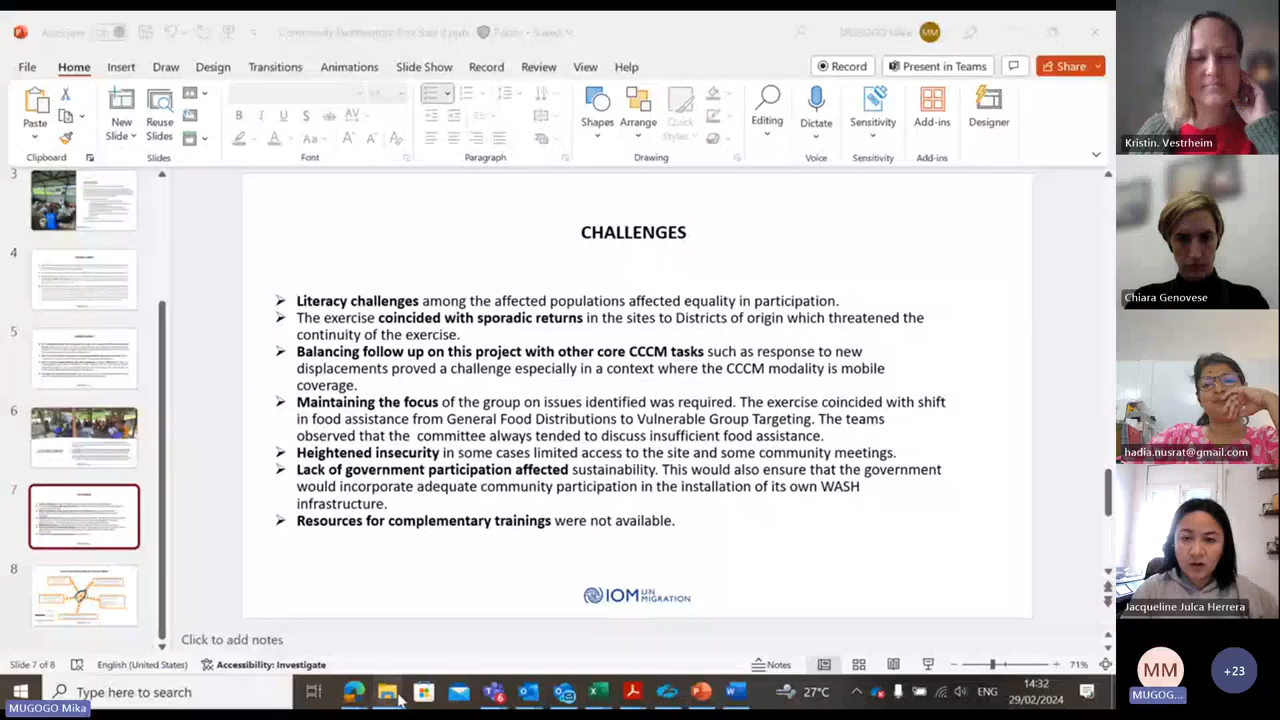 MUGOGO Mika
MM
File
Home
Insert
Draw
Design
Transitions
Animations
Slide Show
Record
Review
View
Help
Record
Present in Teams
Share
Paste
New
Slide
Reuse
Slides
Shapes
Arrange
Quick
Styles
Editing
Dictate
Sensitivity
Add-ins
Designer
Clipboard
Slides
Font
Paragraph
Drawing
Voice
Sensitivity
Add-ins
3
4
5
6
7
8
CHALLENGES
➢ Literacy challenges among the affected populations affected equality in participation.
➢ The exercise coincided with sporadic returns in the sites to Districts of origin which threatened the
continuity of the exercise.
➢ Balancing follow up on this project with other core CCCM tasks such as response to new
displacements proved a challenge especially in a context where the CCCM modality is mobile
coverage.
➢ Maintaining the focus of the group on issues identified was required. The exercise coincided with shift
in food assistance from General Food Distributions to Vulnerable Group Targeting. The teams
observed that the committee always tended to discuss insufficient food assistance.
➢ Heightened insecurity in some cases limited access to the site and some community meetings.
➢ Lack of government participation affected sustainability. This would also ensure that the government
would incorporate adequate community participation in the installation of its own WASH
infrastructure.
➢ Resources for complementary trainings were not available.
IOM UN
MIGRATION
Click to add notes
Slide 7 of 8
English (United States)
Accessibility: Investigate
Notes
71%
Type here to search
27°C
ENG
14:32
29/02/2024
MUGOGO Mika
Kristin. Vestrheim
Chiara Genovese
hadia.nusrat@gmail.com
Jacqueline Julca Herrera
MM
MUGOG...
+23